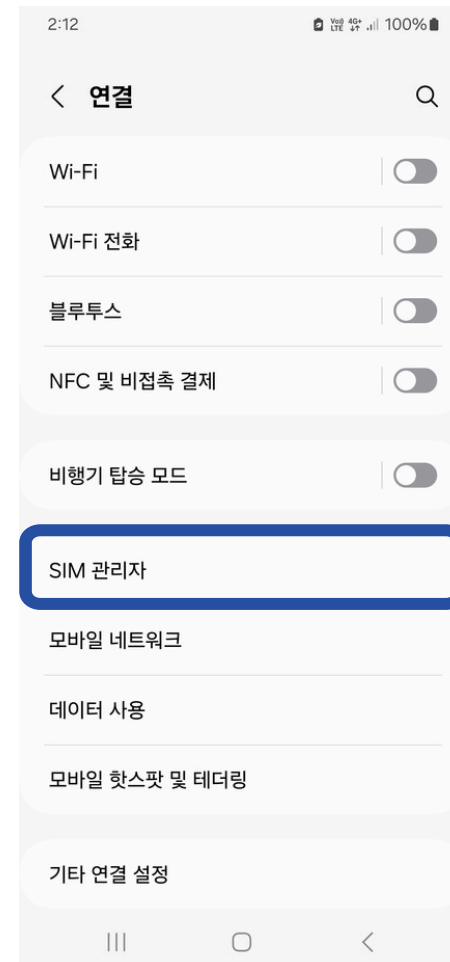 2:12 Vo) LTE 4G+ 100%
연결
Wi-Fi
Wi-Fi 전화
블루투스
NFC 및 비접촉 결제
비행기 탑승 모드
SIM 관리자
모바일 네트워크
데이터 사용
모바일 핫스팟 및 테더링
기타 연결 설정